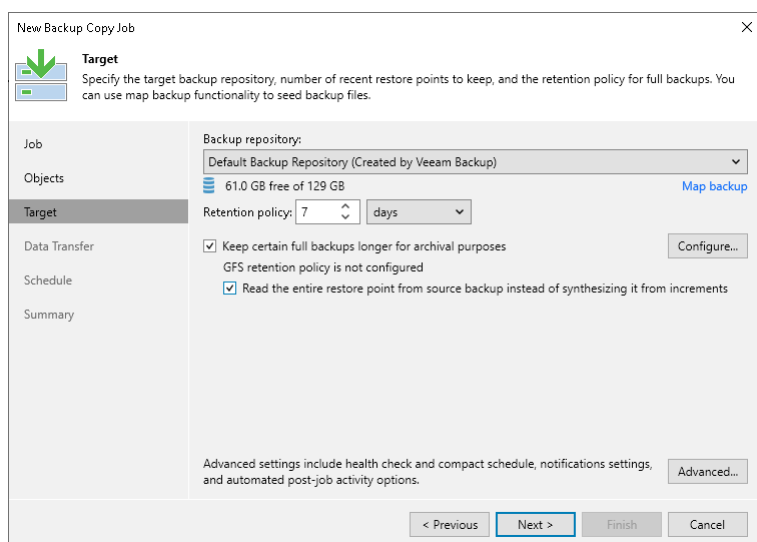 New Backup Copy Job
Target
Specify the target backup repository, number of recent restore points to keep, and the retention policy for full backups. You
can use map backup functionality to seed backup files.
Job
Objects
Target
Data Transfer
Schedule
Summary
Backup repository:
Default Backup Repository (Created by Veeam Backup)
61.0 GB free of 129 GB
Map backup
Retention policy: 7 days
Keep certain full backups longer for archival purposes
Configure...
GFS retention policy is not configured
Read the entire restore point from source backup instead of synthesizing it from increments
Advanced settings include health check and compact schedule, notifications settings,
and automated post-job activity options.
Advanced...
< Previous
Next >
Finish
Cancel